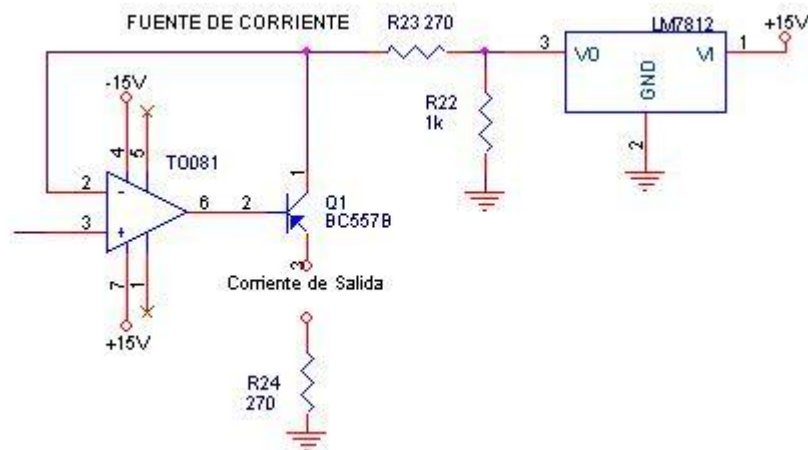 FUENTE DE CORRIENTE
R23 270
LM7812
+15V
3
VO
VI
1
GND
2
R22
1k
-15V
4
5
TO081
2
-
3
+
6
2
1
Q1
BC557B
3
7
1
+15V
Corriente de Salida
R24
270